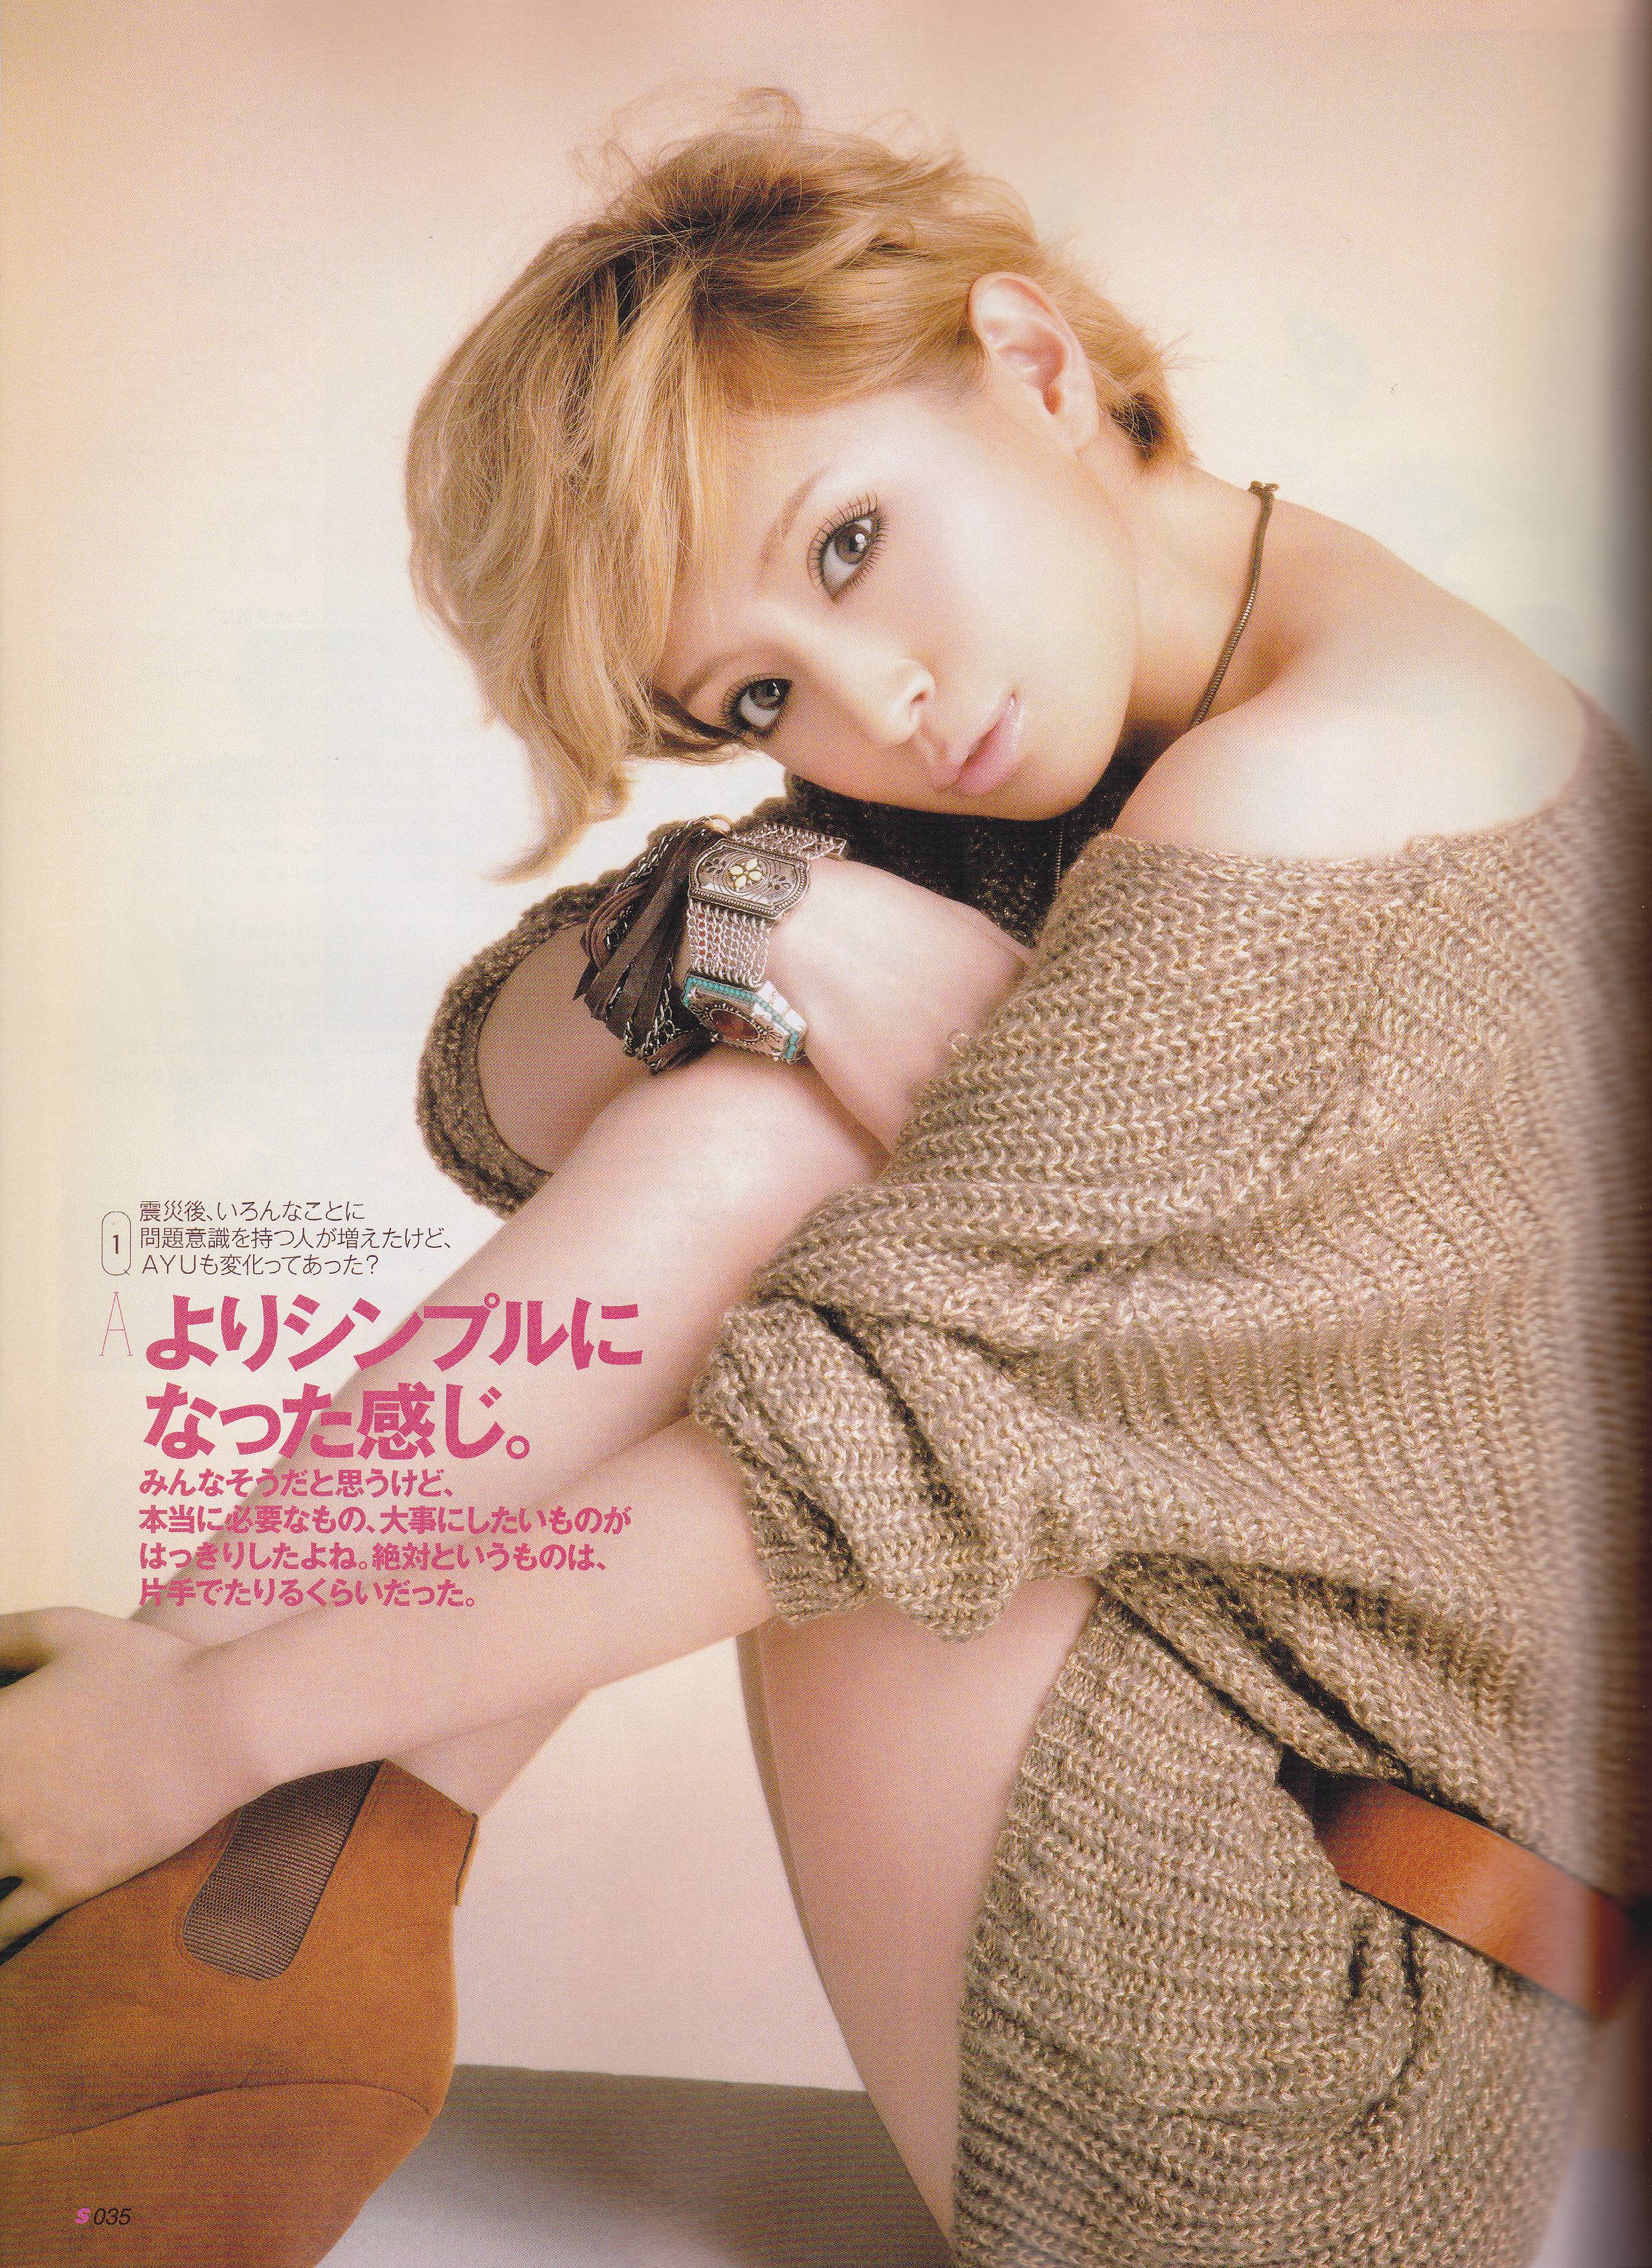 Q1
震災後、いろんなことに
問題意識を持つ人が増えたけど、
AYUも変化ってあった?
A
よりシンプルに
なった感じ。
みんなそうだと思うけど、
本当に必要なもの、大事にしたいものが
はっきりしたよね。絶対というものは、
片手でたりるくらいだった。
S 035